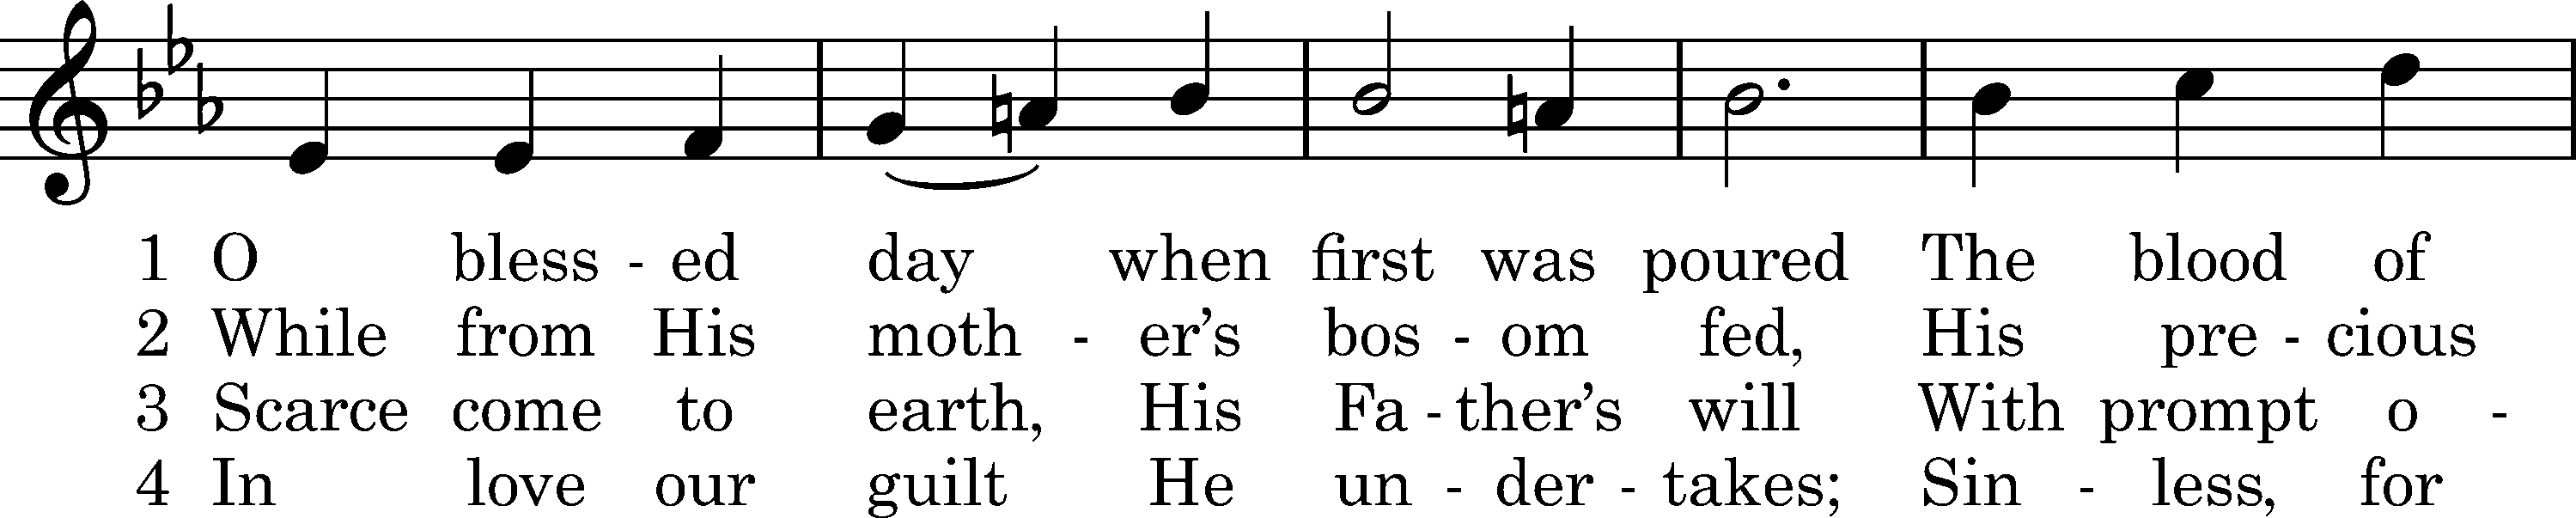 1 O bless - ed day when first was poured The blood of
2 While from His moth - er's bos - om fed, His pre - cious
3 Scarce come to earth, His Fa - ther's will With prompt o -
4 In love our guilt He un - der - takes; Sin - less, for